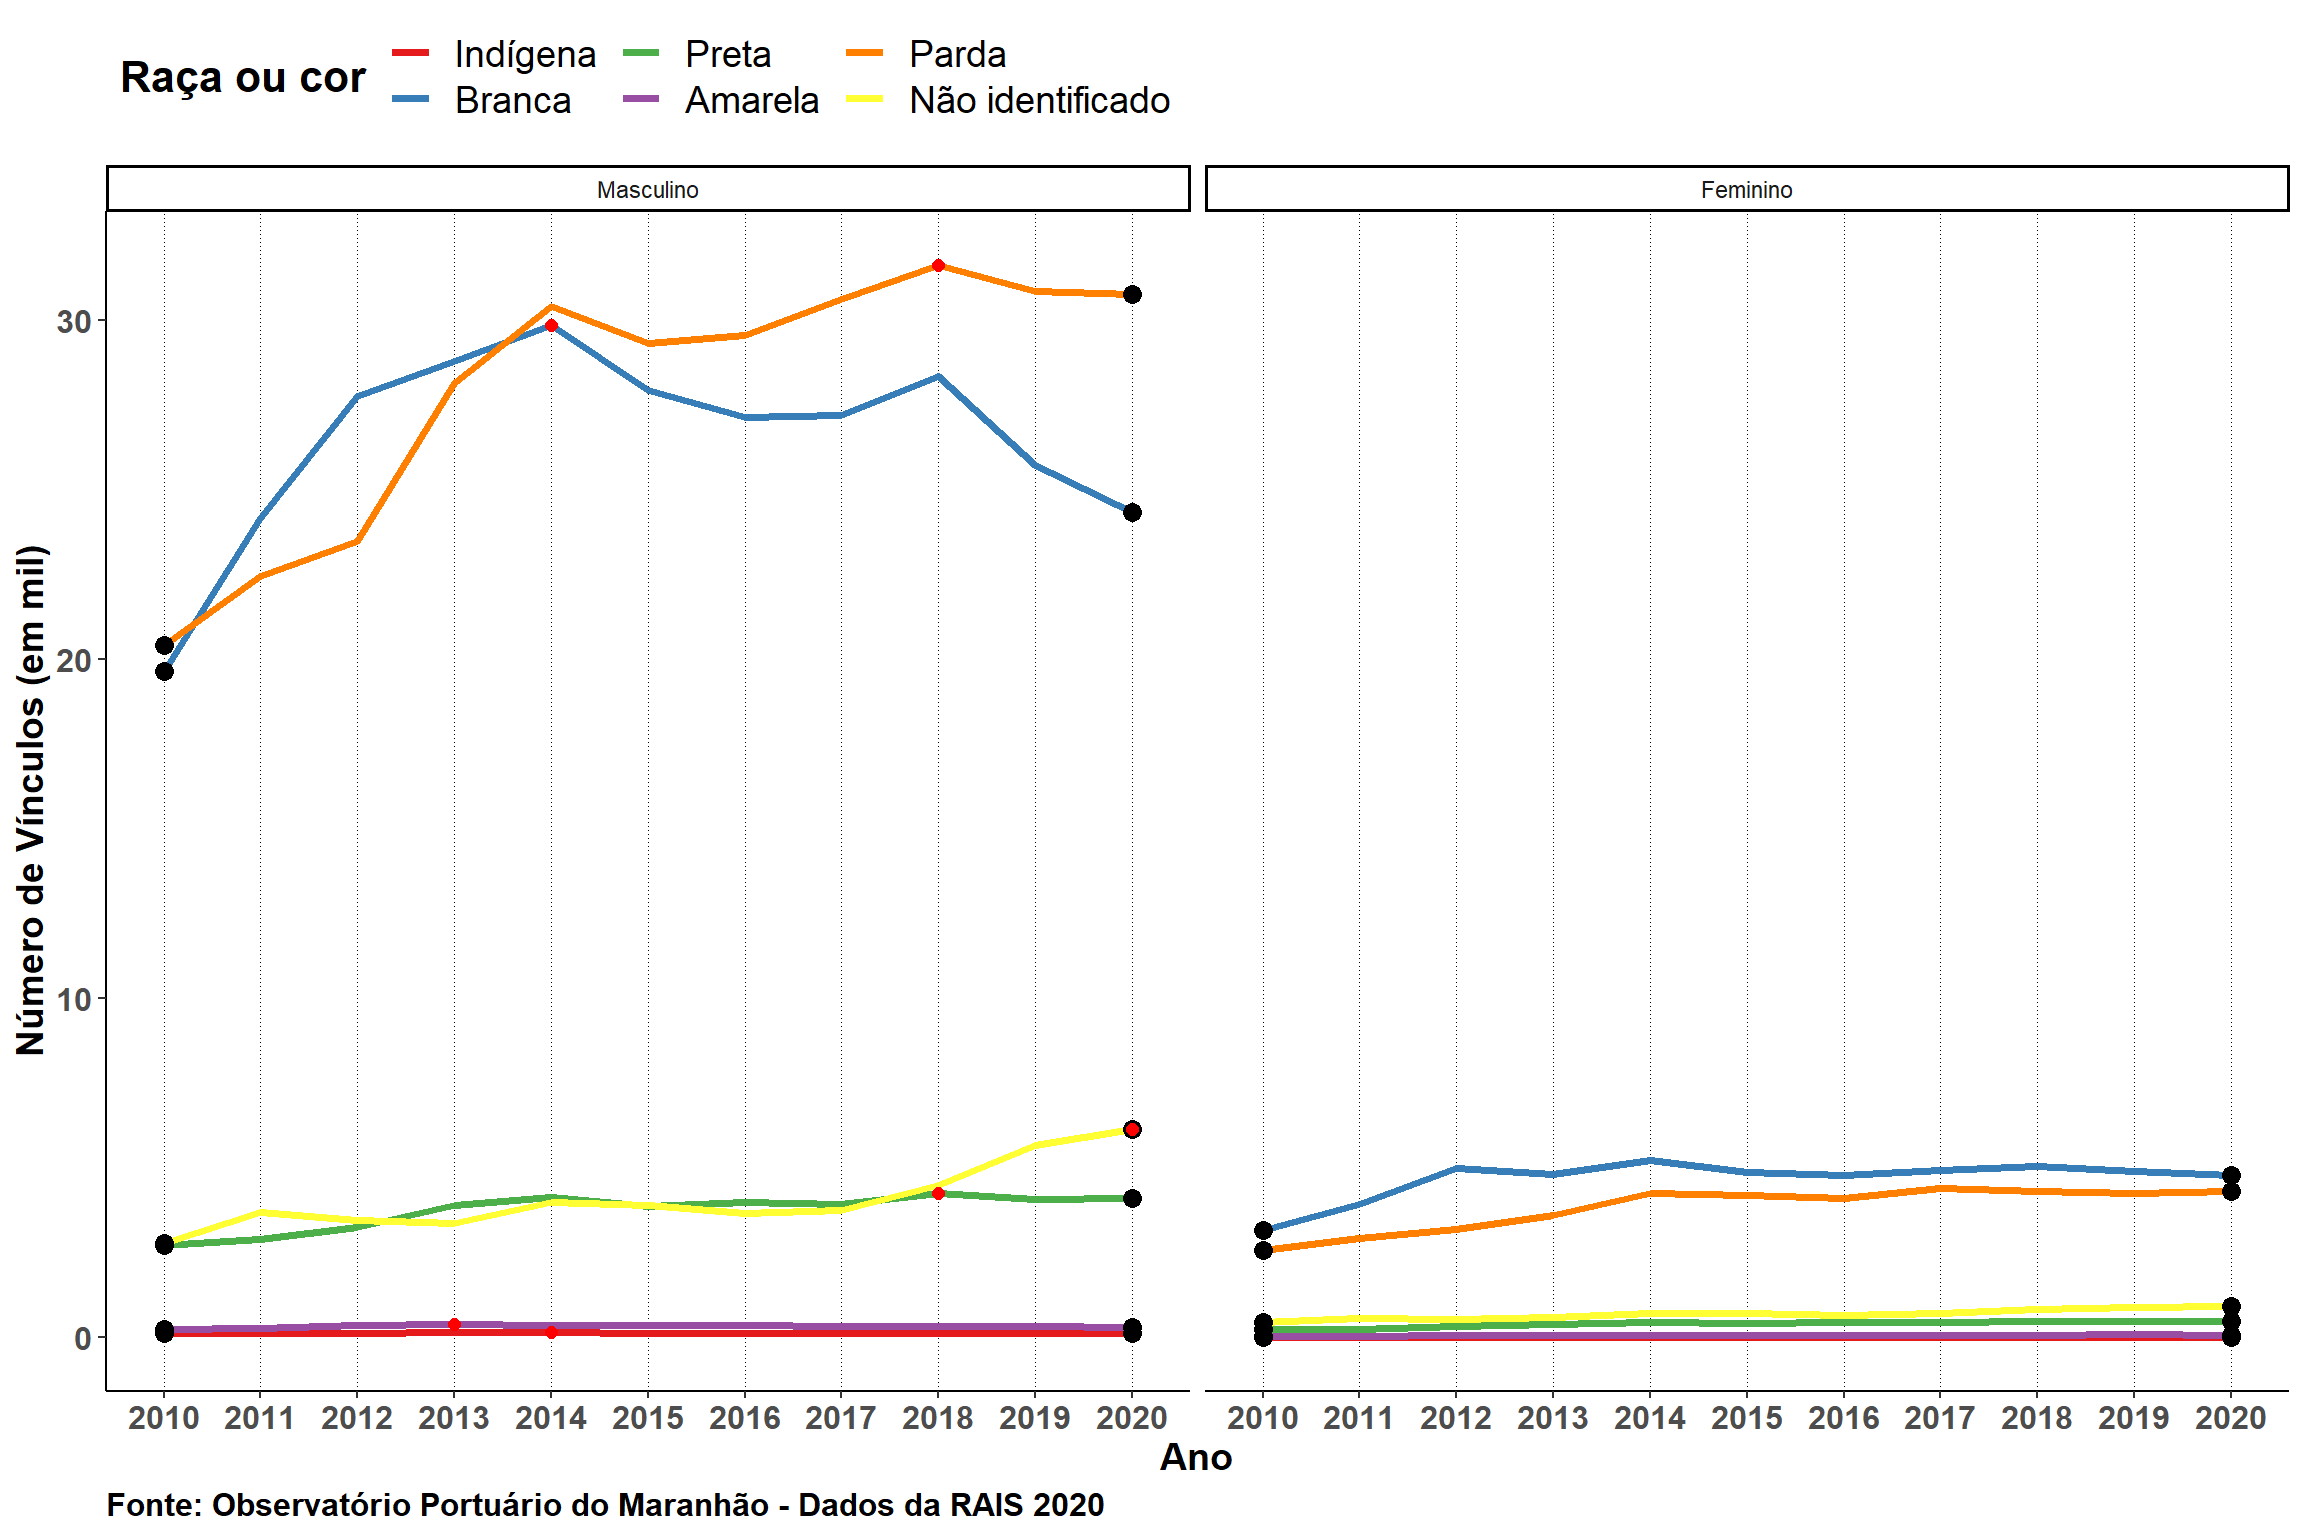 Raça ou cor
Indígena Preta Parda
Branca Amarela Não identificado
Masculino Feminino
Número de Vínculos (em mil)
30
20
10
0
2010 2011 2012 2013 2014 2015 2016 2017 2018 2019 2020 2010 2011 2012 2013 2014 2015 2016 2017 2018 2019 2020
Ano
Fonte: Observatório Portuário do Maranhão - Dados da RAIS 2020